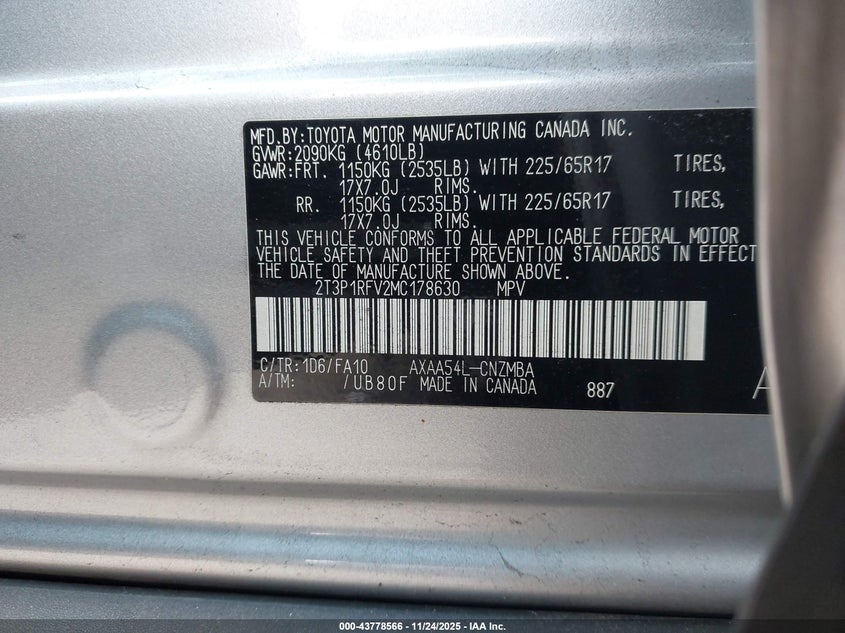 MFD.BY:TOYOTA MOTOR MANUFACTURING CANADA INC.
GVWR:2090KG (4610LB)
GAWR:FRT. 1150KG (2535LB) WITH 225/65R17 TIRES,
17X7.0J RIMS.
RR. 1150KG (2535LB) WITH 225/65R17 TIRES,
17X7.0J RIMS.
THIS VEHICLE CONFORMS TO ALL APPLICABLE FEDERAL MOTOR
VEHICLE SAFETY AND THEFT PREVENTION STANDARDS IN EFFECT
THE DATE OF MANUFACTURE SHOWN ABOVE.
2T3P1RFV2MC178630 MPV
C/TR:1D6/FA10 AXAA54L-CNZMBA
A/TM: /UB80F MADE IN CANADA 887
A
000-43778566 - 11/24/2025 - IAA Inc.